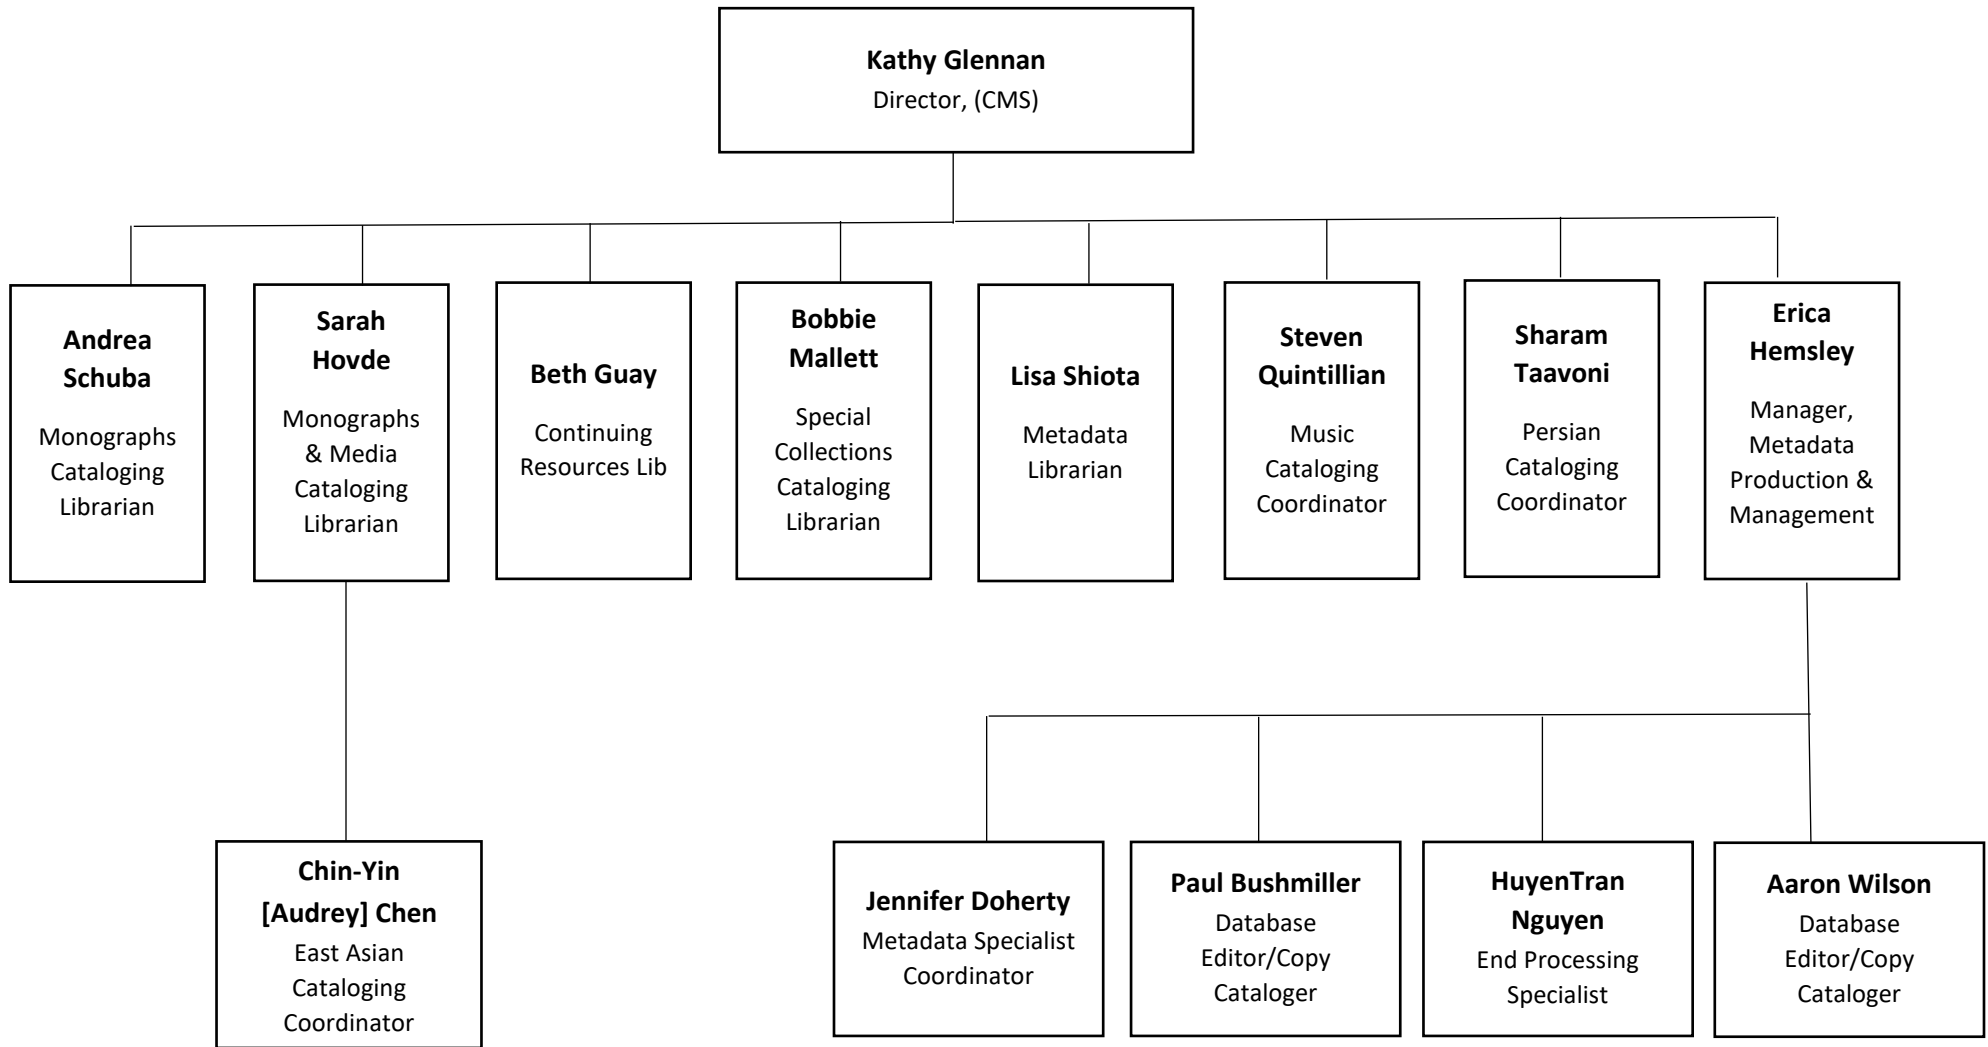 Kathy Glennan
Director, (CMS)
Andrea
Schuba
Monographs
Cataloging
Librarian
Sarah
Hovde
Monographs
& Media
Cataloging
Librarian
Beth Guay
Continuing
Resources Lib
Bobbie
Mallett
Special
Collections
Cataloging
Librarian
Lisa Shiota
Metadata
Librarian
Steven
Quintillian
Music
Cataloging
Coordinator
Sharam
Taavoni
Persian
Cataloging
Coordinator
Erica
Hemsley
Manager,
Metadata
Production &
Management
Chin-Yin
[Audrey] Chen
East Asian
Cataloging
Coordinator
Jennifer Doherty
Metadata Specialist
Coordinator
Paul Bushmiller
Database
Editor/Copy
Cataloger
HuyenTran
Nguyen
End Processing
Specialist
Aaron Wilson
Database
Editor/Copy
Cataloger